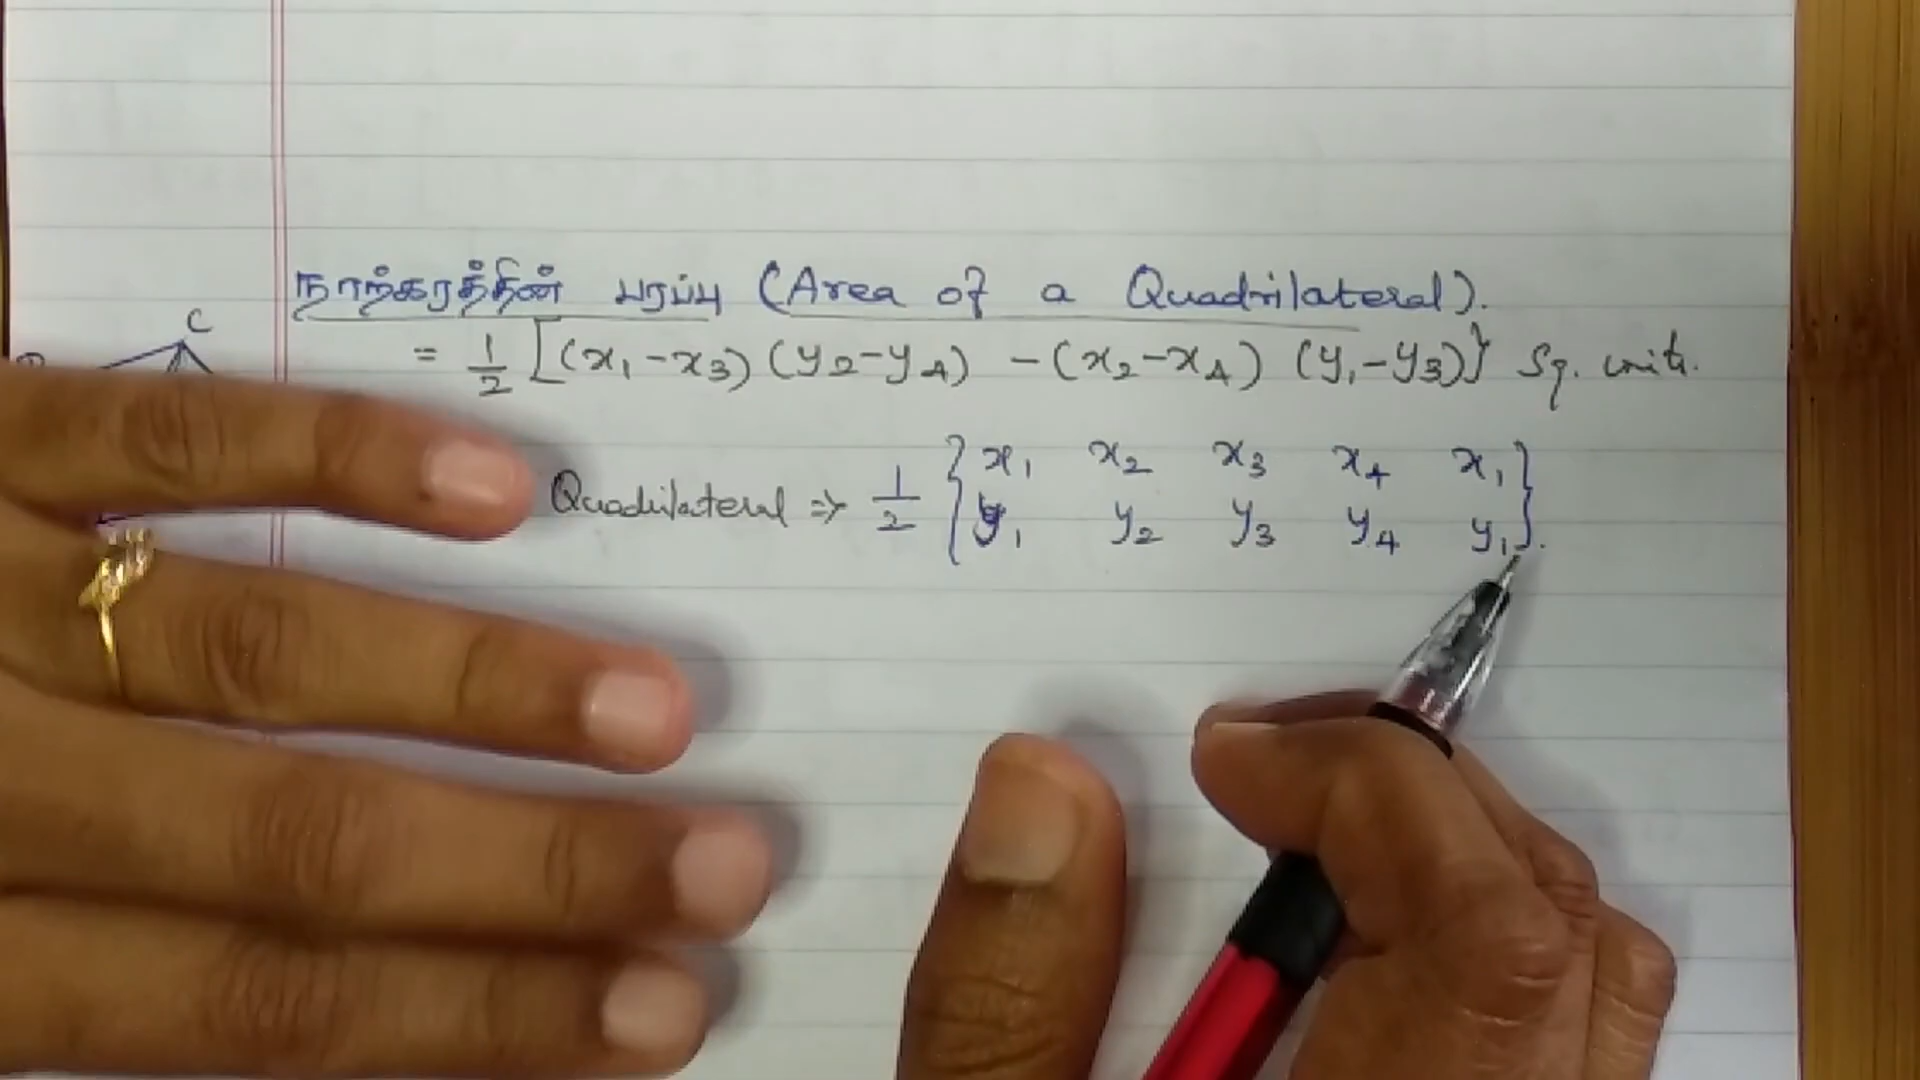 C
நாற்கரத்தின் பரப்பு (Area of a Quadrilateral).
= 1/2 [(x₁-x₃) (y₂-y₄) -(x₂-x₄) (y₁-y₃)} Sq. units.
Quadrilateral ⇒ 1/2 {x₁ x₂ x₃ x₄ x₁
y₁ y₂ y₃ y₄ y₁}.